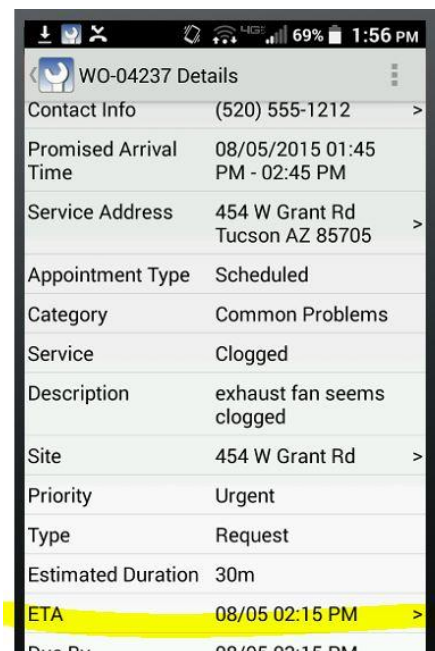 4G 69% 1:56 PM
WO-04237 Details
Contact Info (520) 555-1212 >
Promised Arrival 08/05/2015 01:45
Time PM - 02:45 PM
Service Address 454 W Grant Rd >
Tucson AZ 85705
Appointment Type Scheduled
Category Common Problems
Service Clogged
Description exhaust fan seems
clogged
Site 454 W Grant Rd >
Priority Urgent
Type Request
Estimated Duration 30m
ETA 08/05 02:15 PM >